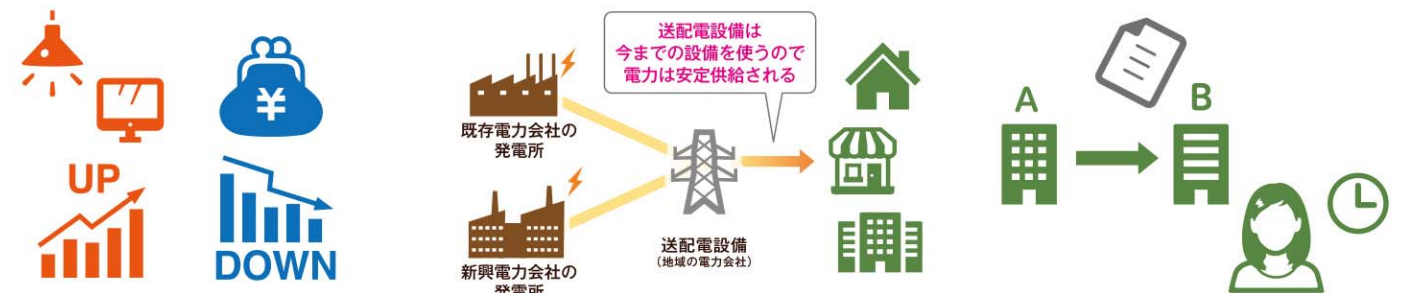 UP
¥
DOWN
送配電設備は
今までの設備を使うので
電力は安定供給される
既存電力会社の
発電所
新興電力会社の
発電所
送配電設備
(地域の電力会社)
A
B